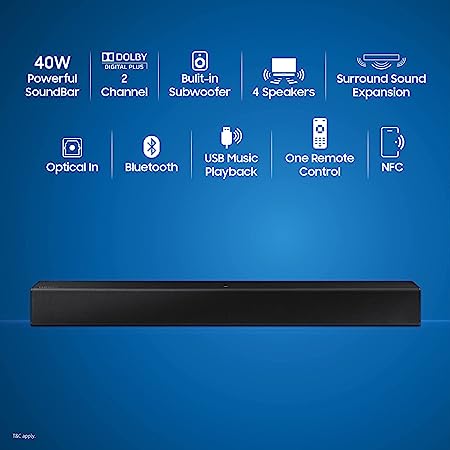 40W
Powerful
SoundBar
DOLBY
DIGITAL PLUS
2
Channel
Bulit-in
Subwoofer
4 Speakers
Surround Sound
Expansion
Optical In
Bluetooth
USB Music
Playback
One Remote
Control
NFC
T&C apply.